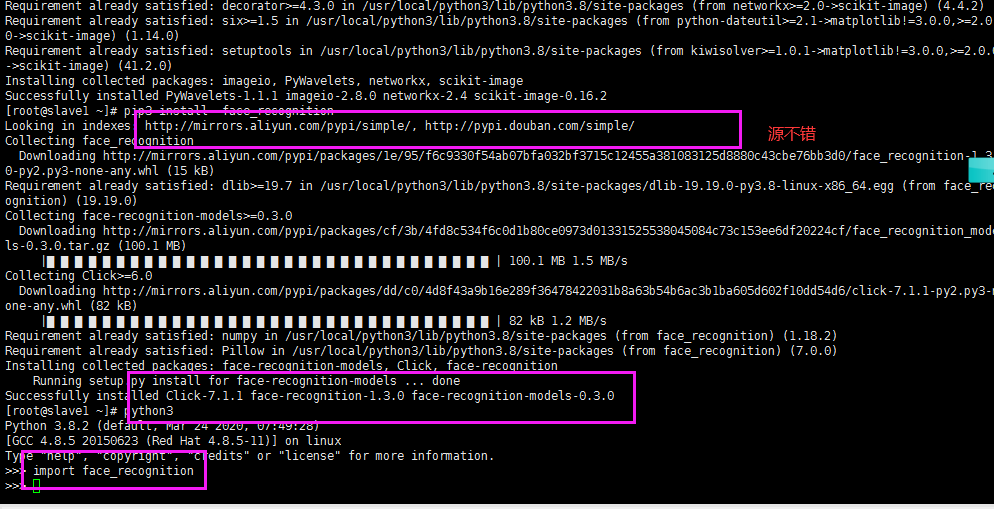 Requirement already satisfied: decorator>=4.3.0 in /usr/local/python3/lib/python3.8/site-packages (from networkx>=2.0->scikit-image) (4.4.2)
Requirement already satisfied: six>=1.5 in /usr/local/python3/lib/python3.8/site-packages (from python-dateutil>=2.1->matplotlib!=3.0.0,>=2.0
0->scikit-image) (1.14.0)
Requirement already satisfied: setuptools in /usr/local/python3/lib/python3.8/site-packages (from kiwisolver>=1.0.1->matplotlib!=3.0.0,>=2.0.
->scikit-image) (41.2.0)
Installing collected packages: imageio, PyWavelets, networkx, scikit-image
Successfully installed PyWavelets-1.1.1 imageio-2.8.0 networkx-2.4 scikit-image-0.16.2
[root@slave1 ~]# pip3 install face_recognition
Looking in indexes: http://mirrors.aliyun.com/pypi/simple/, http://pypi.douban.com/simple/
源不错
Collecting face_recognition
Downloading http://mirrors.aliyun.com/pypi/packages/1e/95/f6c9330f54ab07bfa032bf3715c12455a381083125d8880c43cbe76bb3d0/face_recognition-1.3
0-py2.py3-none-any.whl (15 kB)
Requirement already satisfied: dlib>=19.7 in /usr/local/python3/lib/python3.8/site-packages/dlib-19.19.0-py3.8-linux-x86_64.egg (from face_re
ognition) (19.19.0)
Collecting face-recognition-models>=0.3.0
Downloading http://mirrors.aliyun.com/pypi/packages/cf/3b/4fd8c534f6c0d1b80ce0973d01331525538045084c73c153ee6df20224cf/face_recognition_mod
ls-0.3.0.tar.gz (100.1 MB)
| 100.1 MB 1.5 MB/s
Collecting Click>=6.0
Downloading http://mirrors.aliyun.com/pypi/packages/dd/c0/4d8f43a9b16e289f36478422031b8a63b54b6ac3b1ba605d602f10dd54d6/click-7.1.1-py2.py3-n
one-any.whl (82 kB)
| 82 kB 1.2 MB/s
Requirement already satisfied: numpy in /usr/local/python3/lib/python3.8/site-packages (from face_recognition) (1.18.2)
Requirement already satisfied: Pillow in /usr/local/python3/lib/python3.8/site-packages (from face_recognition) (7.0.0)
Installing collected packages: face-recognition-models, Click, face-recognition
Running setup.py install for face-recognition-models ... done
Successfully installed Click-7.1.1 face-recognition-1.3.0 face-recognition-models-0.3.0
[root@slave1 ~]# python3
Python 3.8.2 (default, Mar 24 2020, 07:49:28)
[GCC 4.8.5 20150623 (Red Hat 4.8.5-11)] on linux
Type "help", "copyright", "credits" or "license" for more information.
>>> import face_recognition
>>>